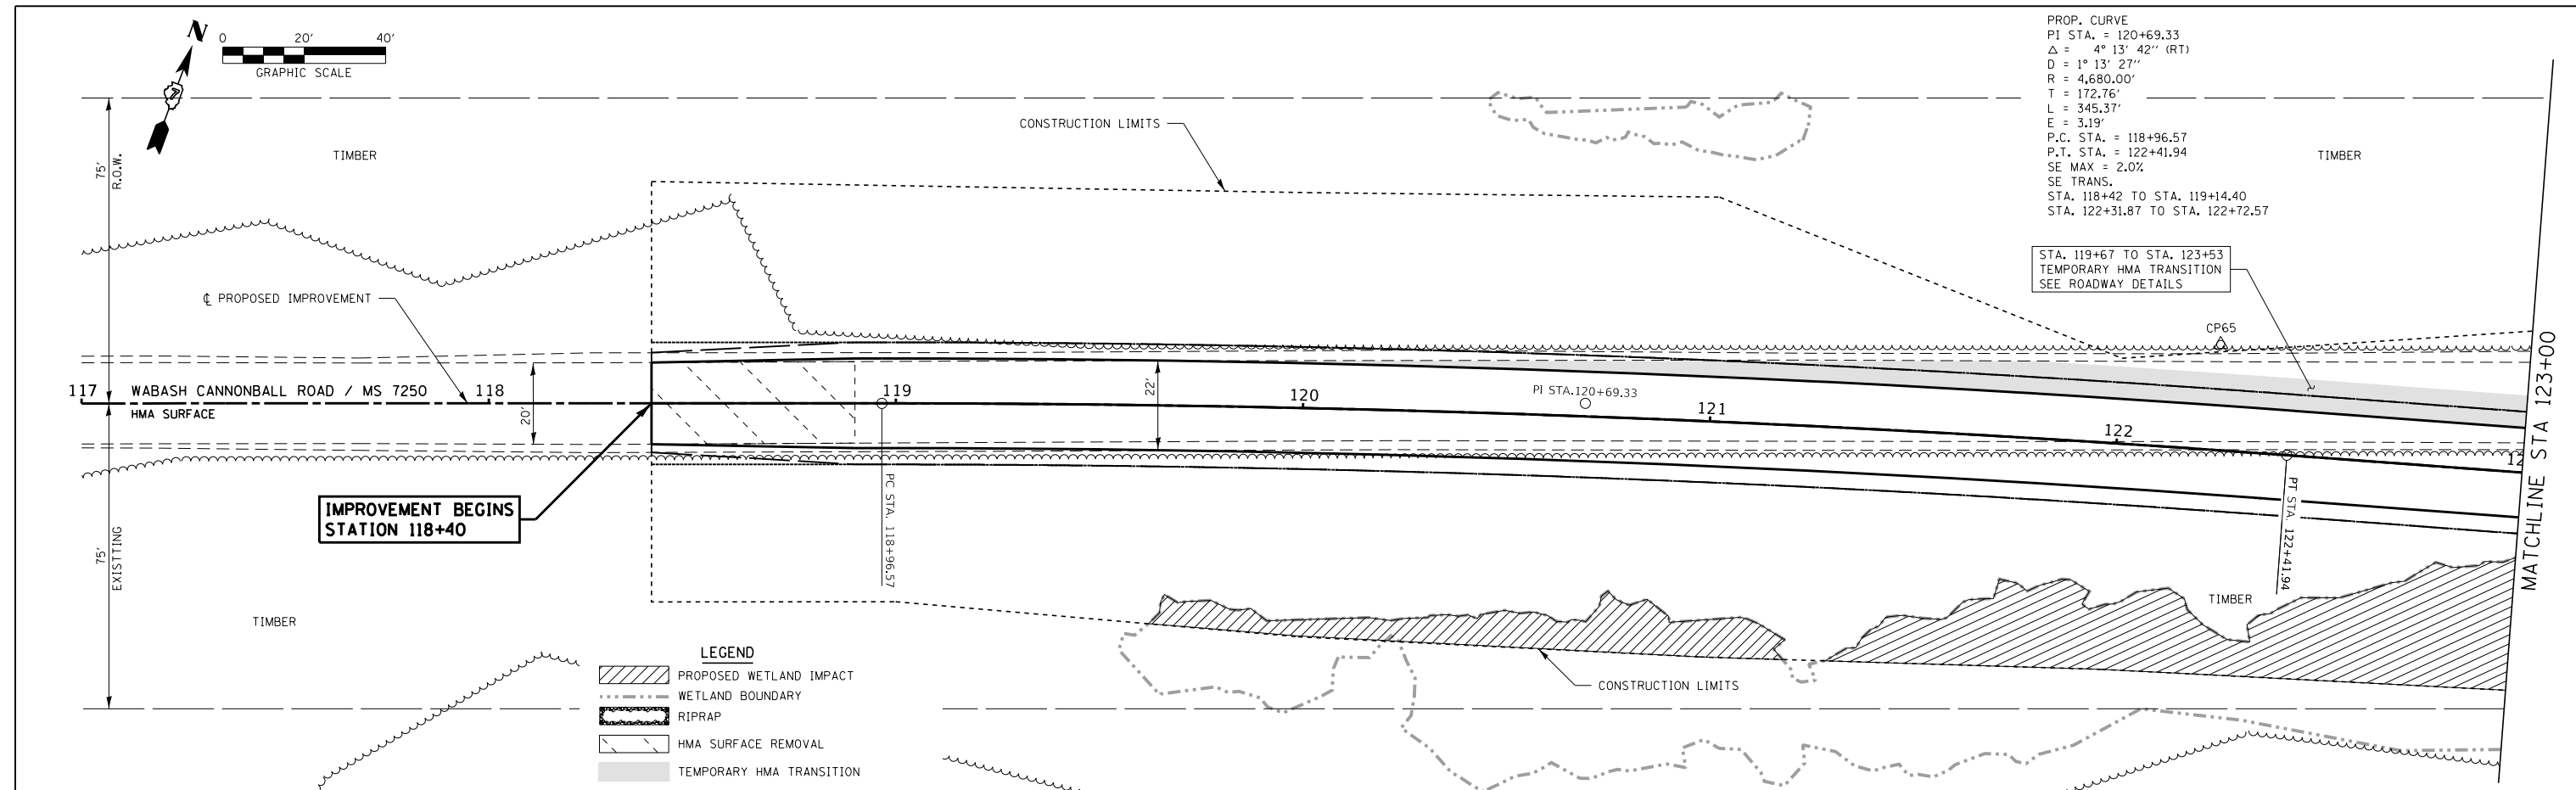 N
0 20' 40'
GRAPHIC SCALE
PROP. CURVE
PI STA. = 120+69.33
△ = 4° 13' 42'' (RT)
D = 1° 13' 27''
R = 4,680.00'
T = 172.76'
L = 345.37'
E = 3.19'
P.C. STA. = 118+96.57
P.T. STA. = 122+41.94
SE MAX = 2.0%
SE TRANS.
STA. 118+42 TO STA. 119+14.40
STA. 122+31.87 TO STA. 122+72.57
CONSTRUCTION LIMITS
TIMBER
TIMBER
75'
R.O.W.
STA. 119+67 TO STA. 123+53
TEMPORARY HMA TRANSITION
SEE ROADWAY DETAILS
℄ PROPOSED IMPROVEMENT
CP65
117 WABASH CANNONBALL ROAD / MS 7250 118
HMA SURFACE
20'
119
22'
120
PI STA.120+69.33
121
122
12
MATCHLINE STA 123+00
IMPROVEMENT BEGINS
STATION 118+40
PC STA. 118+96.57
PT STA. 122+41.94
75'
EXISTING
TIMBER
TIMBER
LEGEND
PROPOSED WETLAND IMPACT
WETLAND BOUNDARY
RIPRAP
HMA SURFACE REMOVAL
TEMPORARY HMA TRANSITION
CONSTRUCTION LIMITS